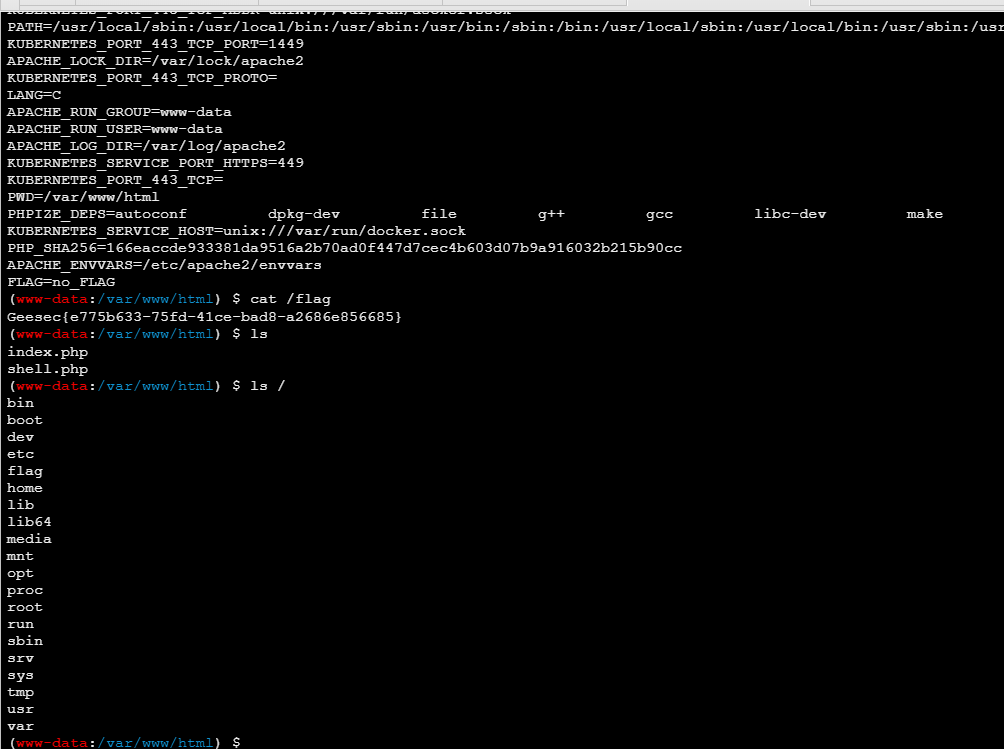 PATH=/usr/local/sbin:/usr/local/bin:/usr/sbin:/usr/bin:/sbin:/bin:/usr/local/sbin:/usr/local/bin:/usr/sbin:/usr
KUBERNETES_PORT_443_TCP_PORT=1449
APACHE_LOCK_DIR=/var/lock/apache2
KUBERNETES_PORT_443_TCP_PROTO=
LANG=C
APACHE_RUN_GROUP=www-data
APACHE_RUN_USER=www-data
APACHE_LOG_DIR=/var/log/apache2
KUBERNETES_SERVICE_PORT_HTTPS=449
KUBERNETES_PORT_443_TCP=
PWD=/var/www/html
PHPIZE_DEPS=autoconf dpkg-dev file g++ gcc libc-dev make
KUBERNETES_SERVICE_HOST=unix:///var/run/docker.sock
PHP_SHA256=166eaccde933381da9516a2b70ad0f447d7cec4b603d07b9a916032b215b90cc
APACHE_ENVVARS=/etc/apache2/envvars
FLAG=no_FLAG
(www-data:/var/www/html) $ cat /flag
Geesec{e775b633-75fd-41ce-bad8-a2686e856685}
(www-data:/var/www/html) $ ls
index.php
shell.php
(www-data:/var/www/html) $ ls /
bin
boot
dev
etc
flag
home
lib
lib64
media
mnt
opt
proc
root
run
sbin
srv
sys
tmp
usr
var
(www-data:/var/www/html) $